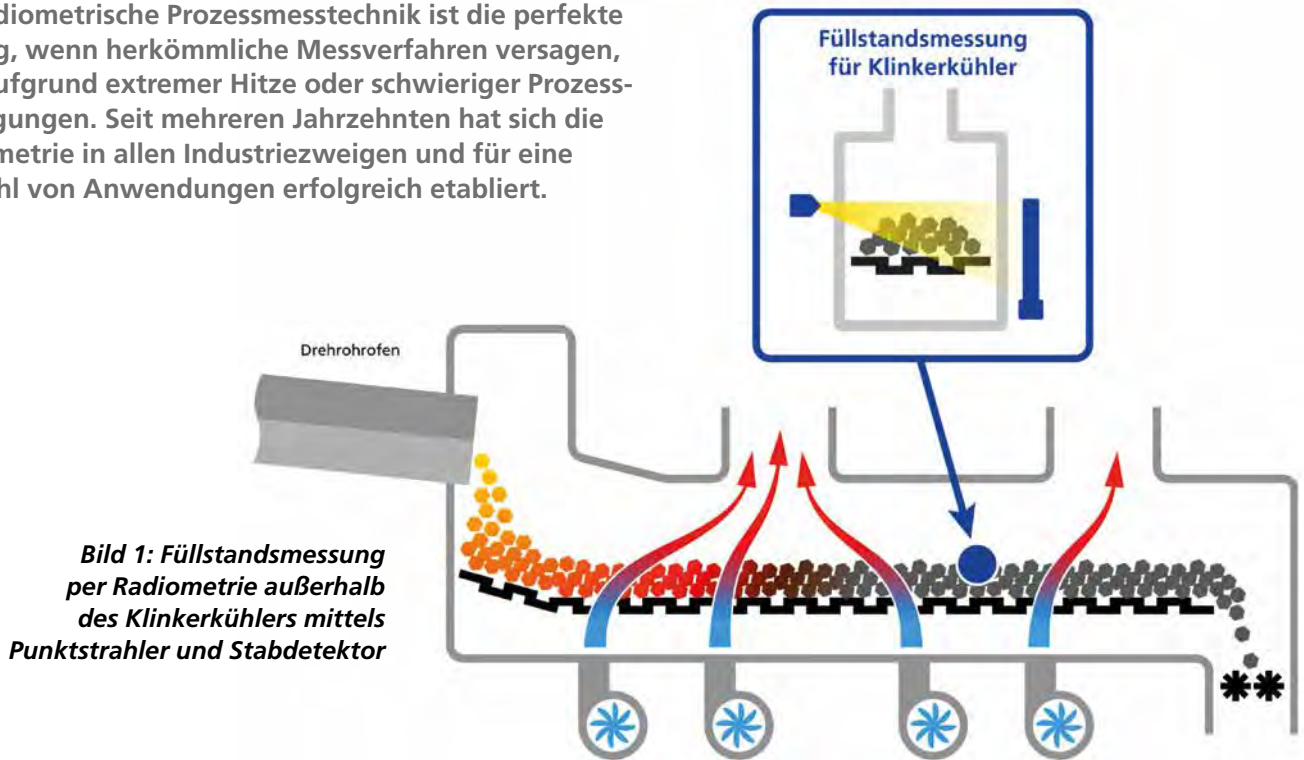 diometrische Prozessmesstechnik ist die perfekte
g, wenn herkömmliche Messverfahren versagen,
ufgrund extremer Hitze oder schwieriger Prozess-
gungen. Seit mehreren Jahrzehnten hat sich die
metrie in allen Industriezweigen und für eine
hl von Anwendungen erfolgreich etabliert.
Füllstandsmessung
für Klinkerkühler
Drehrohrofen
Bild 1: Füllstandsmessung
per Radiometrie außerhalb
des Klinkerkühlers mittels
Punktstrahler und Stabdetektor